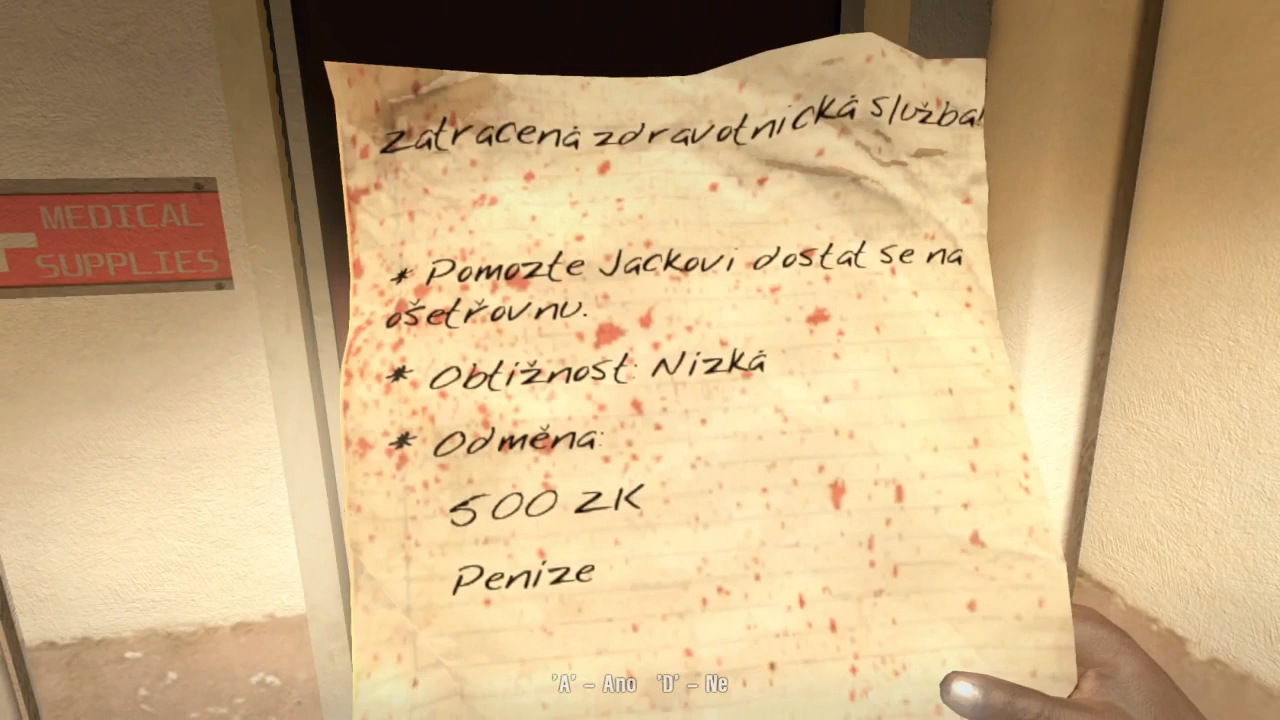 Zatracená zdravotnická služba!
MEDICAL
SUPPLIES
* Pomozte Jackovi dostat se na
ošetřovnu.
* Obtížnost: Nízká
* Odměna:
500 ZK
Peníze
'A' – Ano 'D' – Ne